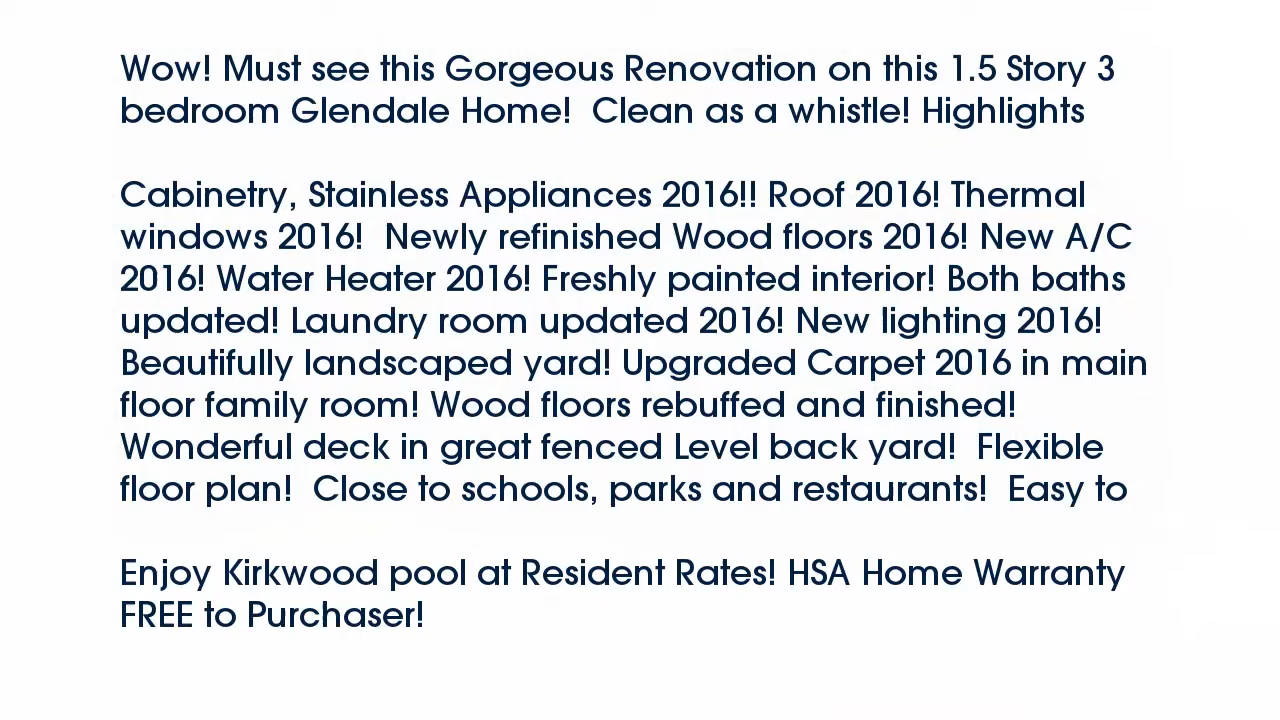 Wow! Must see this Gorgeous Renovation on this 1.5 Story 3
bedroom Glendale Home!  Clean as a whistle! Highlights
Cabinetry, Stainless Appliances 2016!! Roof 2016! Thermal
windows 2016!  Newly refinished Wood floors 2016! New A/C
2016! Water Heater 2016! Freshly painted interior! Both baths
updated! Laundry room updated 2016! New lighting 2016!
Beautifully landscaped yard! Upgraded Carpet 2016 in main
floor family room! Wood floors rebuffed and finished!
Wonderful deck in great fenced Level back yard!  Flexible
floor plan!  Close to schools, parks and restaurants!  Easy to
Enjoy Kirkwood pool at Resident Rates! HSA Home Warranty
FREE to Purchaser!